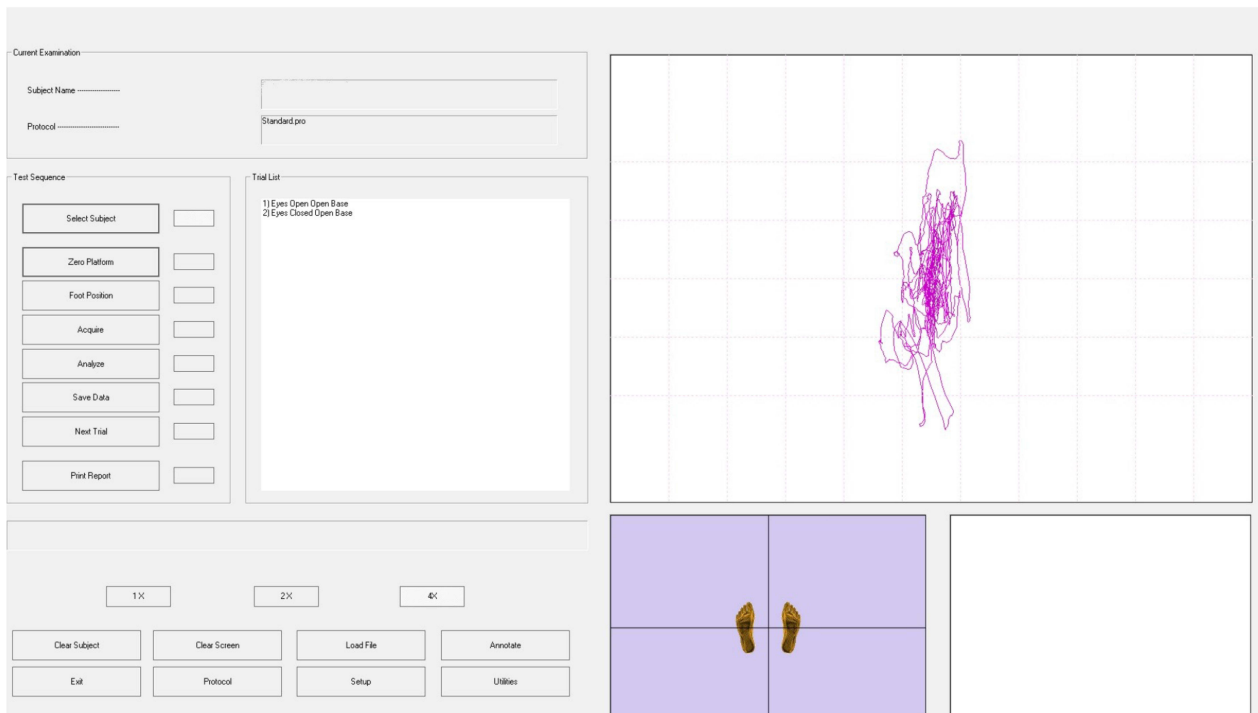 Current Examination
Subject Name --------------------
Protocol -----------------------------
Standard.pro
Test Sequence
Select Subject
Zero Platform
Foot Position
Acquire
Analyze
Save Data
Next Trial
Print Report
Trial List
1) Eyes Open Open Base
2) Eyes Closed Open Base
1X
2X
4X
Clear Subject
Clear Screen
Load File
Annotate
Exit
Protocol
Setup
Utilities